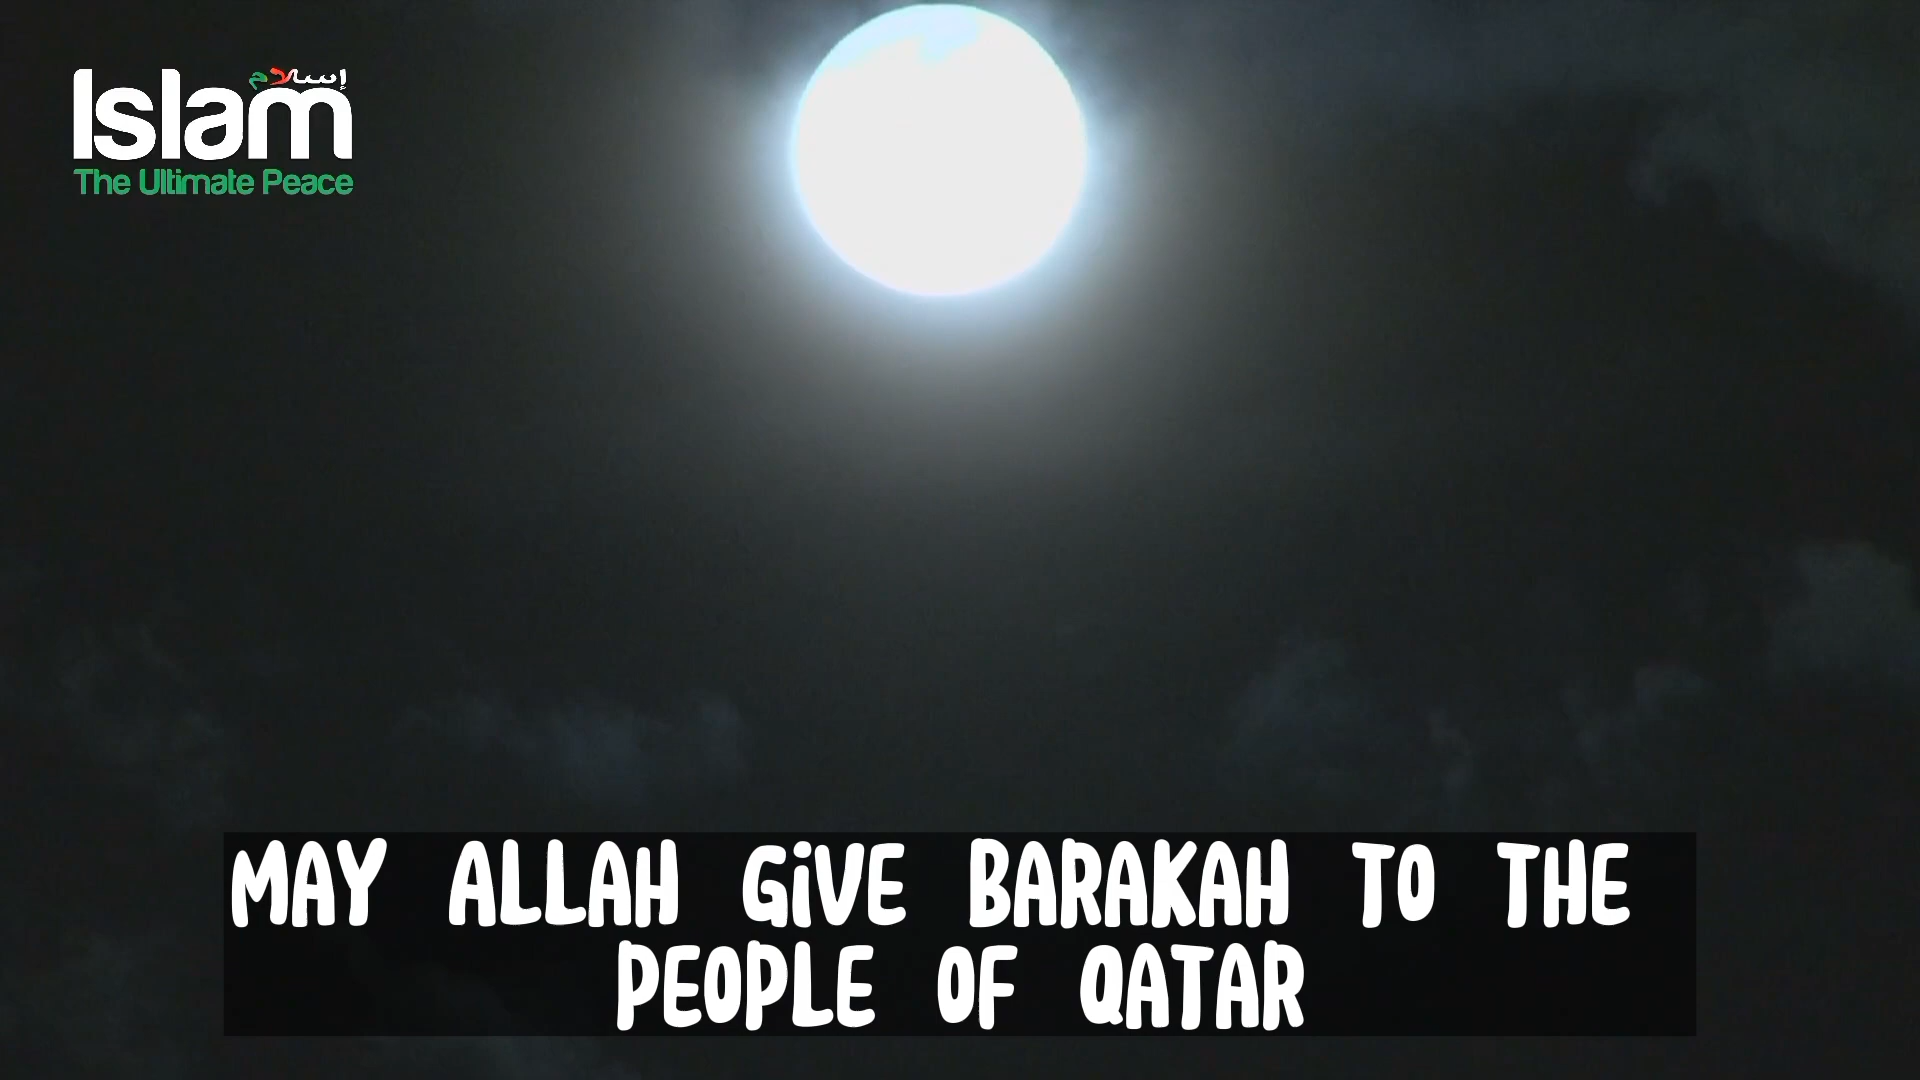 إسلام
Islam
The Ultimate Peace
MAY ALLAH GiVE BARAKAH TO THE
PEOPLE OF QATAR